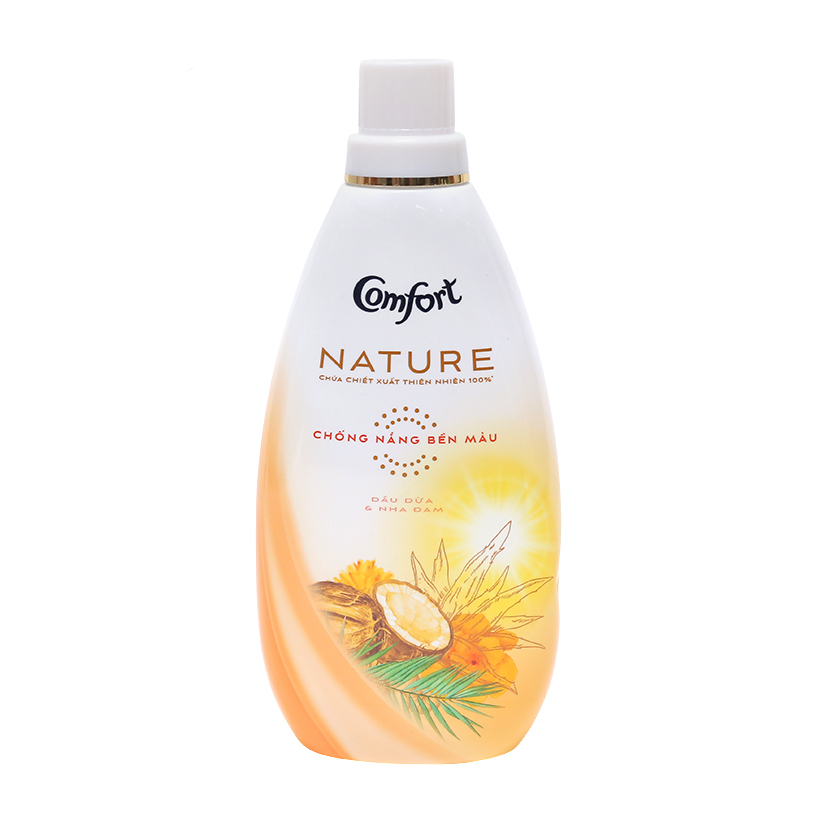 Comfort
NATURE
CHỨA CHIẾT XUẤT THIÊN NHIÊN 100%*
CHỐNG NẮNG BỀN MÀU
DẦU DỪA
& NHA ĐAM